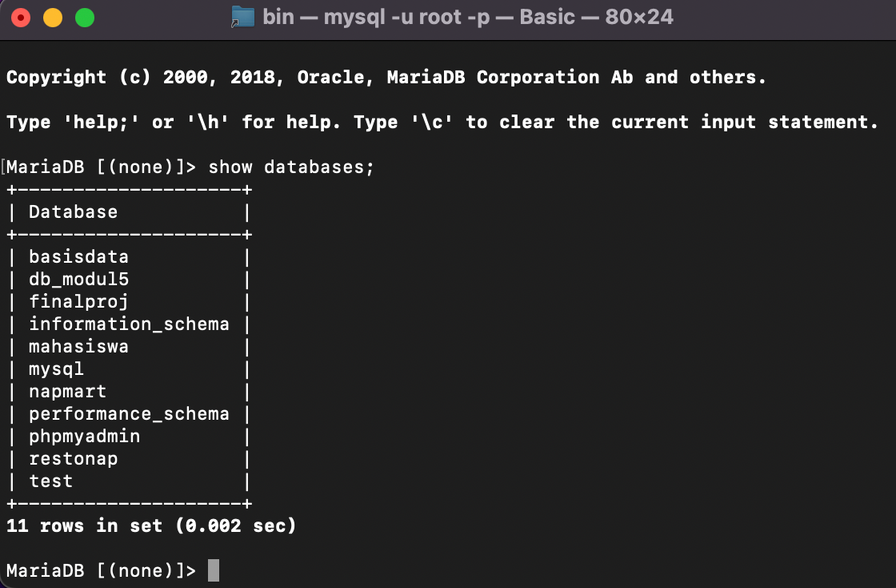 bin — mysql -u root -p — Basic — 80×24
Copyright (c) 2000, 2018, Oracle, MariaDB Corporation Ab and others.
Type 'help;' or '\h' for help. Type '\c' to clear the current input statement.
[MariaDB [(none)]> show databases;
+--------------------+
| Database           |
+--------------------+
| basisdata          |
| db_modul5          |
| finalproj          |
| information_schema |
| mahasiswa          |
| mysql              |
| napmart            |
| performance_schema |
| phpmyadmin         |
| restonap           |
| test               |
+--------------------+
11 rows in set (0.002 sec)
MariaDB [(none)]>